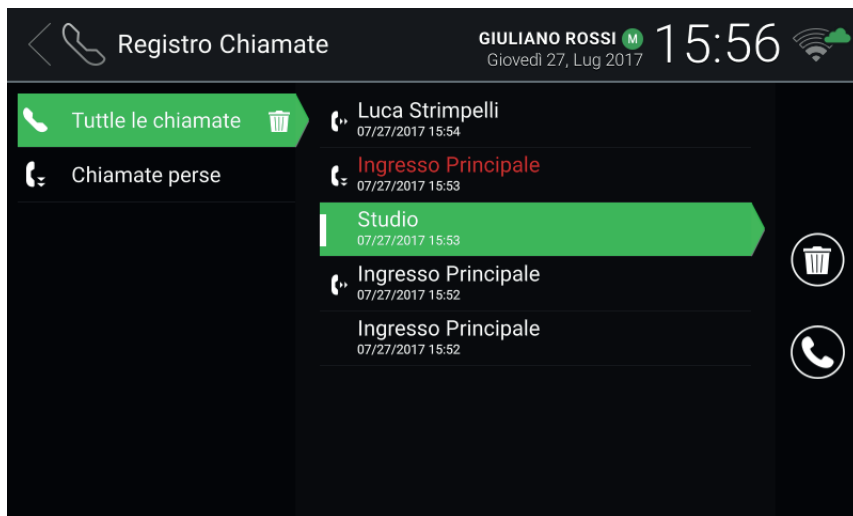 Registro Chiamate
GIULIANO ROSSI M
Giovedì 27, Lug 2017
15:56
Tuttle le chiamate
Chiamate perse
Luca Strimpelli
07/27/2017 15:54
Ingresso Principale
07/27/2017 15:53
Studio
07/27/2017 15:53
Ingresso Principale
07/27/2017 15:52
Ingresso Principale
07/27/2017 15:52